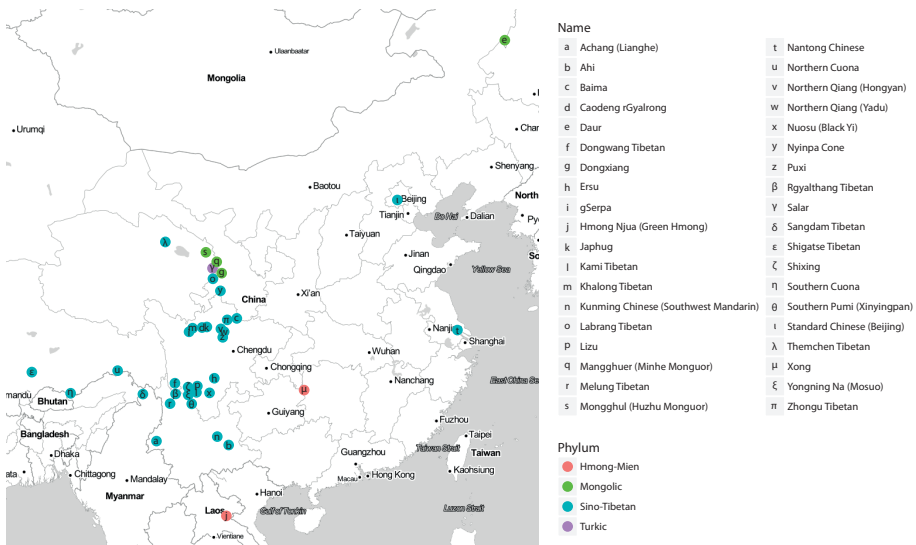 Ulaanbaatar
Mongolia
Urumqi
Char
Shenyang
Baotou
North
Beijing
Tianjin
Bo Hai
Dalian
Py
Taiyuan
So
Jinan
Qingdao
Yellow Sea
China
Xi'an
Nanji
Shanghai
Chengdu
Wuhan
Chongqing
Nanchang
East China Se
mandu
Bhutan
Guiyang
Bangladesh
Fuzhou
Taipei
Taiwan Strait
Taiwan
Dhaka
Guangzhou
Kaohsiung
ata
Chittagong
Mandalay
Macau
Hong Kong
Myanmar
Hanoi
Laos
Gulf of Tonkin
Luzon Strait
Vientiane
Name
a Achang (Lianghe)
b Ahi
c Baima
d Caodeng rGyalrong
e Daur
f Dongwang Tibetan
g Dongxiang
h Ersu
i gSerpa
j Hmong Njua (Green Hmong)
k Japhug
l Kami Tibetan
m Khalong Tibetan
n Kunming Chinese (Southwest Mandarin)
o Labrang Tibetan
p Lizu
q Mangghuer (Minhe Monguor)
r Melung Tibetan
s Mongghul (Huzhu Monguor)
t Nantong Chinese
u Northern Cuona
v Northern Qiang (Hongyan)
w Northern Qiang (Yadu)
x Nuosu (Black Yi)
y Nyinpa Cone
z Puxi
β Rgyalthang Tibetan
γ Salar
δ Sangdam Tibetan
ε Shigatse Tibetan
ζ Shixing
η Southern Cuona
θ Southern Pumi (Xinyingpan)
ι Standard Chinese (Beijing)
λ Themchen Tibetan
μ Xong
ξ Yongning Na (Mosuo)
π Zhongu Tibetan
Phylum
Hmong-Mien
Mongolic
Sino-Tibetan
Turkic